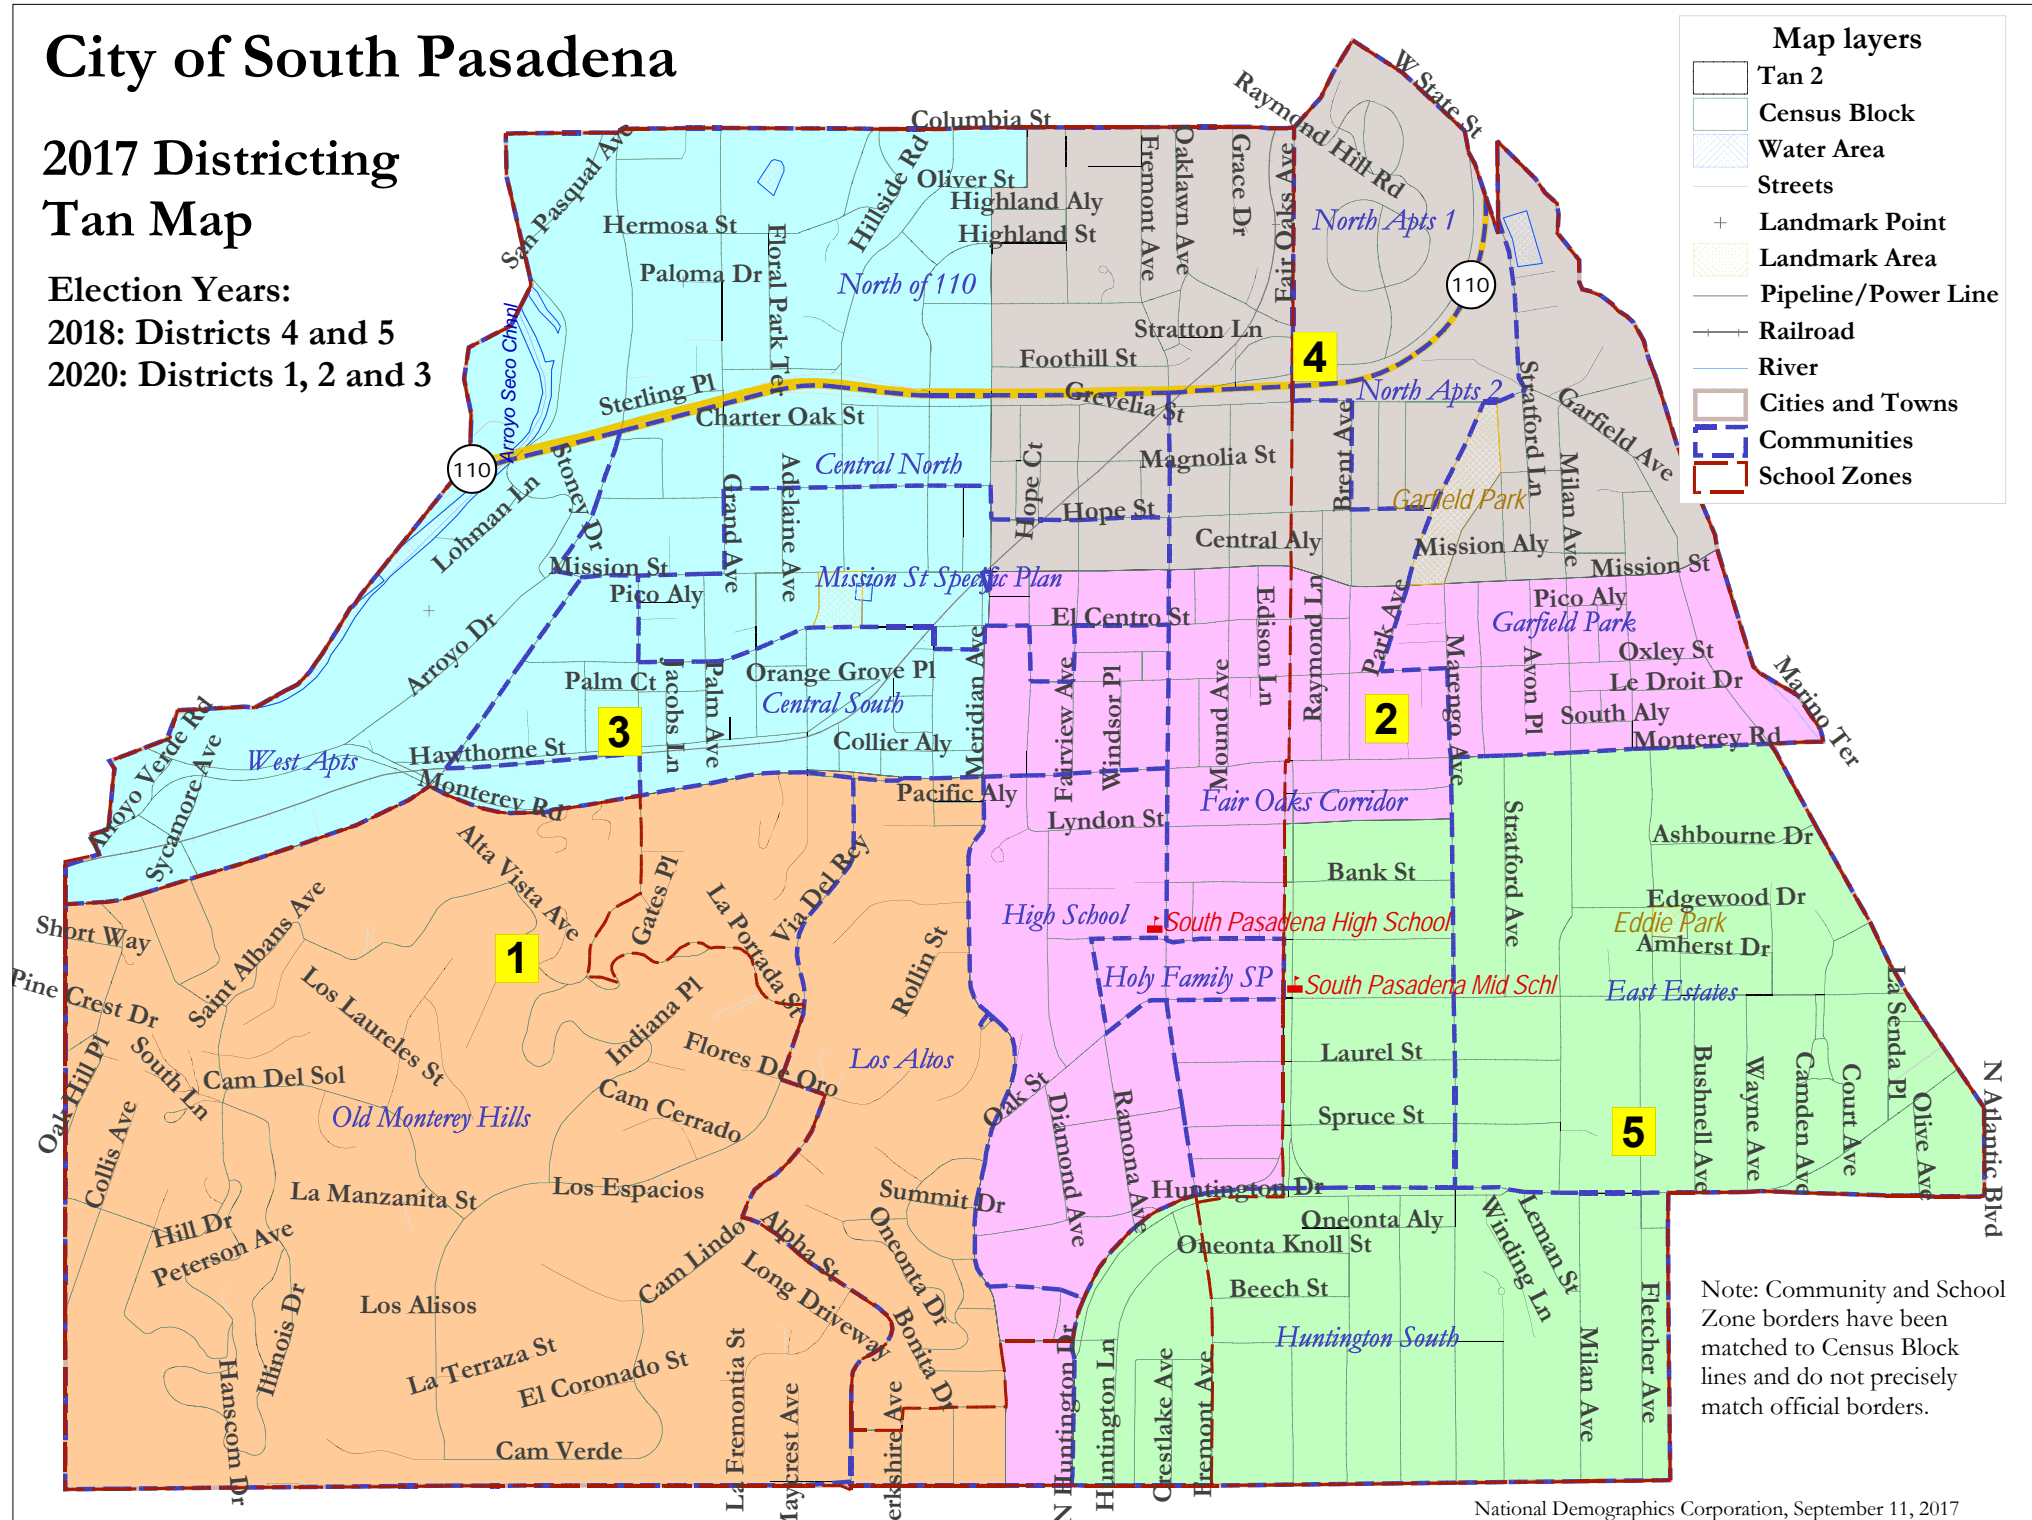 City of South Pasadena
2017 Districting
Tan Map
Election Years:
2018: Districts 4 and 5
2020: Districts 1, 2 and 3
Map layers
Tan 2
Census Block
Water Area
Streets
Landmark Point
Landmark Area
Pipeline/Power Line
Railroad
River
Cities and Towns
Communities
School Zones
W State St
Raymond Hill Rd
Columbia St
San Pasqual Ave
Hillside Rd
Oliver St
Highland Aly
Highland St
Fremont Ave
Oaklawn Ave
Grace Dr
Fair Oaks Ave
North Apts 1
Hermosa St
Floral Park Ter
Paloma Dr
North of 110
110
Stratton Ln
Foothill St
4
Arroyo Seco Chnnl
Sterling Pl
Charter Oak St
Grevelia St
North Apts 2
Stratford Ln
Garfield Ave
110
Stoney Dr
Lohman Ln
Grand Ave
Adelaine Ave
Central North
Hope Ct
Magnolia St
Hope St
Brent Ave
Garfield Park
Milan Ave
Central Aly
Mission Aly
Mission St
Mission St
Pico Aly
Mission St Specific Plan
Pico Aly
Garfield Park
El Centro St
Edison Ln
Raymond Ln
Park Ave
Marengo Ave
Avon Pl
Oxley St
Le Droit Dr
South Aly
Monterey Rd
Marino Ter
Arroyo Dr
Palm Ct
Jacobs Ln
Palm Ave
Orange Grove Pl
Central South
Collier Aly
Meridian Ave
Fairview Ave
Windsor Pl
Mound Ave
2
3
Arroyo Verde Rd
Sycamore Ave
West Apts
Hawthorne St
Monterey Rd
Pacific Aly
Lyndon St
Fair Oaks Corridor
Stratford Ave
Ashbourne Dr
Bank St
Edgewood Dr
Eddie Park
Amherst Dr
East Estates
Alta Vista Ave
Gates Pl
La Portada St
Via Del Rey
Rollin St
High School
South Pasadena High School
Holy Family SP
South Pasadena Mid Schl
Short Way
Pine Crest Dr
Saint Albans Ave
1
Los Laureles St
Indiana Pl
Flores De Oro
Los Altos
Oak Hill Pl
South Ln
Cam Del Sol
Old Monterey Hills
Cam Cerrado
Oak St
Diamond Ave
Ramona Ave
Laurel St
Spruce St
5
Bushnell Ave
Wayne Ave
Camden Ave
Court Ave
La Senda Pl
Olive Ave
N Atlantic Blvd
Collis Ave
La Manzanita St
Los Espacios
Summit Dr
Huntington Dr
Hill Dr
Peterson Ave
Cam Lindo
Alpha St
Long Driveway
Oneonta Dr
Bonita Dr
Oneonta Aly
Oneonta Knoll St
Beech St
Winding Ln
Leman St
Huntington South
Milan Ave
Fletcher Ave
Los Alisos
Illinois Dr
Hanscom Dr
La Terraza St
El Coronado St
Cam Verde
La Fremontia St
Maycrest Ave
erkshire Ave
N Huntington Dr
Huntington Ln
Crestlake Ave
Fremont Ave
Note: Community and School
Zone borders have been
matched to Census Block
lines and do not precisely
match official borders.
National Demographics Corporation, September 11, 2017